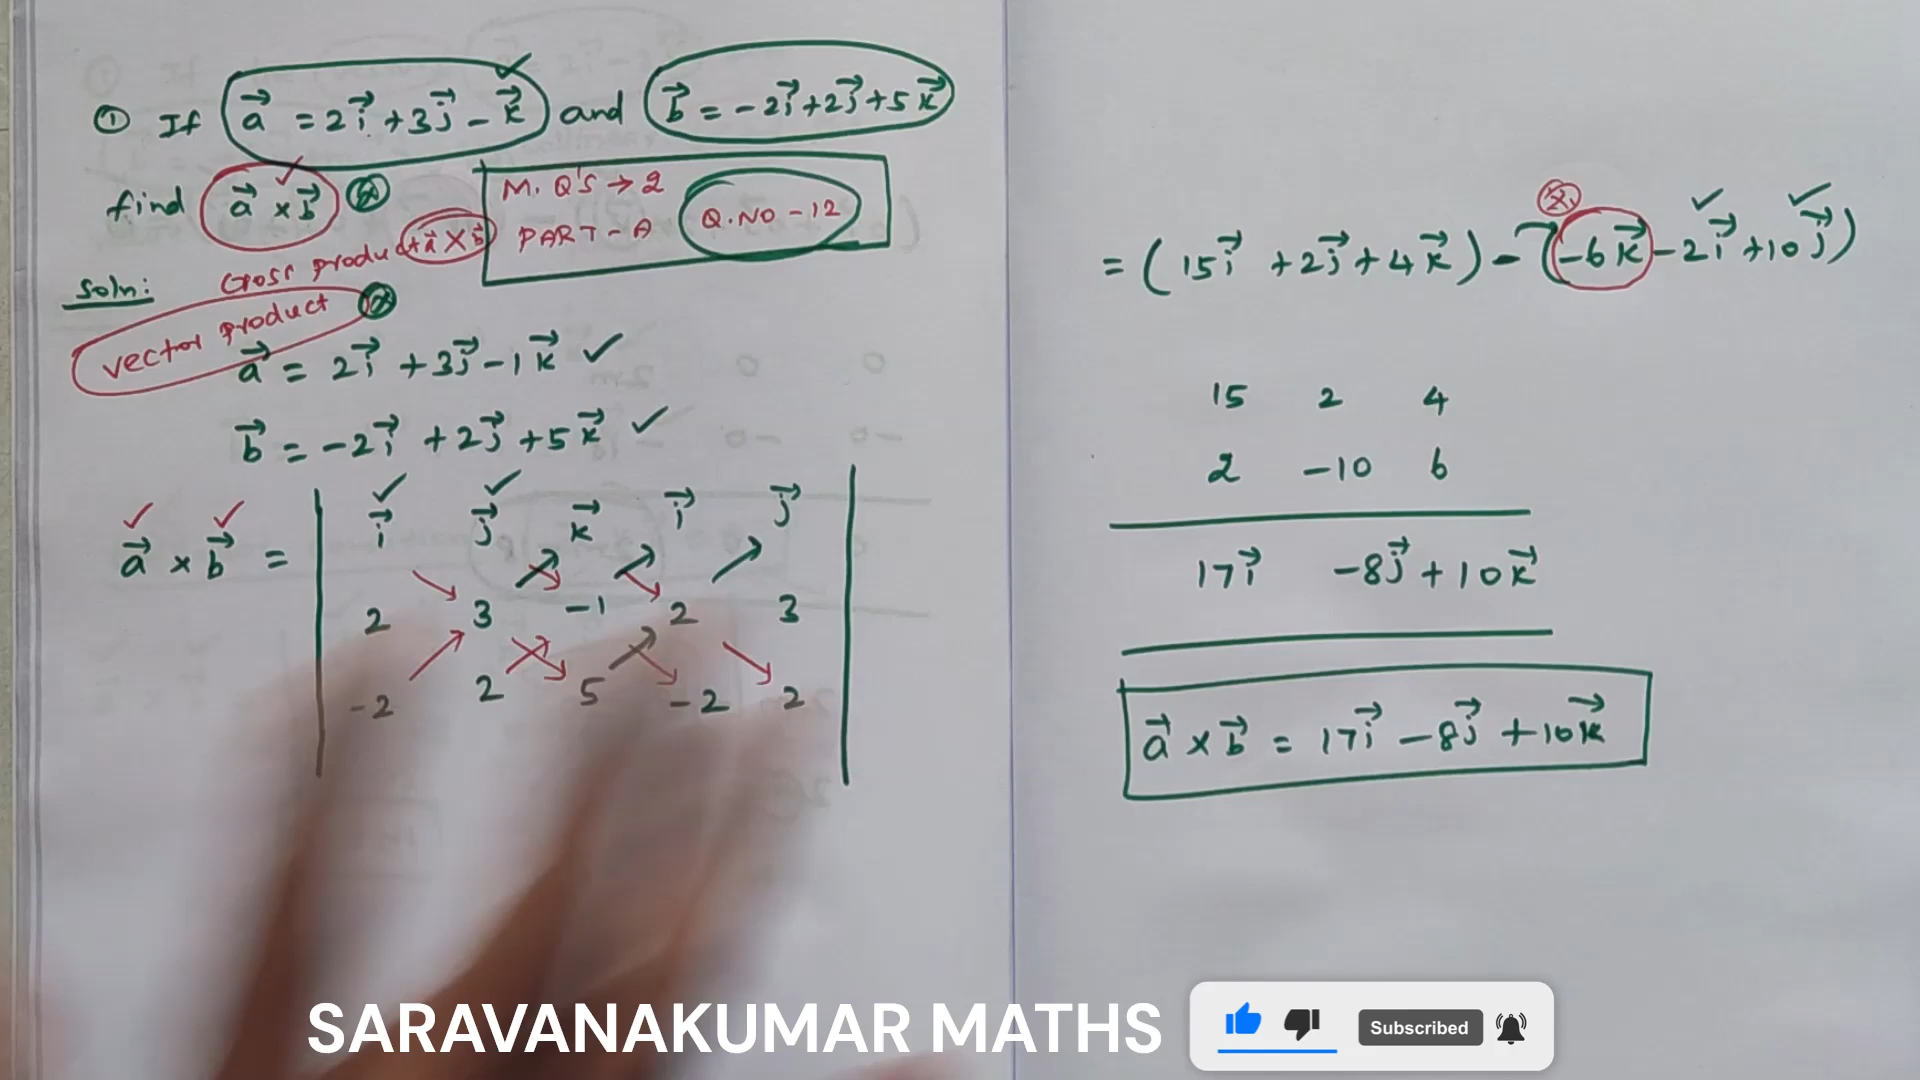 ① If a⃗ = 2i⃗ + 3j⃗ - k⃗ and b⃗ = -2i⃗ + 2j⃗ + 5k⃗
find a⃗ × b⃗
M. Q'S → 2
PART - A Q.NO - 12
Cross product a⃗ × b⃗
Soln:
vector product
a⃗ = 2i⃗ + 3j⃗ - 1k⃗
b⃗ = -2i⃗ + 2j⃗ + 5k⃗
a⃗ × b⃗ = | i⃗ j⃗ k⃗ i⃗ j⃗ |
2 3 -1 2 3
-2 2 5 -2 2
= (15i⃗ + 2j⃗ + 4k⃗) - (-6k⃗ - 2i⃗ + 10j⃗)
15 2 4
2 -10 6
17i⃗ -8j⃗ + 10k⃗
a⃗ × b⃗ = 17i⃗ - 8j⃗ + 10k⃗
SARAVANAKUMAR MATHS
Subscribed